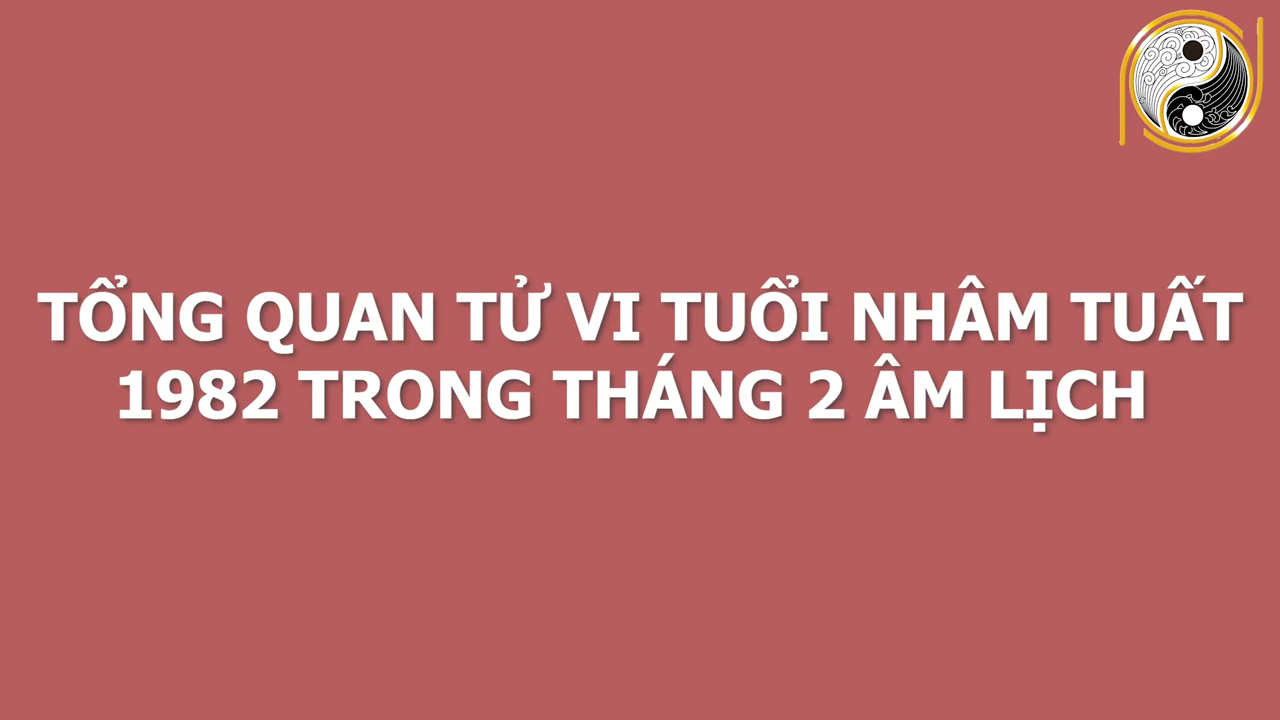 TỔNG QUAN TỬ VI TUỔI NHÂM TUẤT
1982 TRONG THÁNG 2 ÂM LỊCH